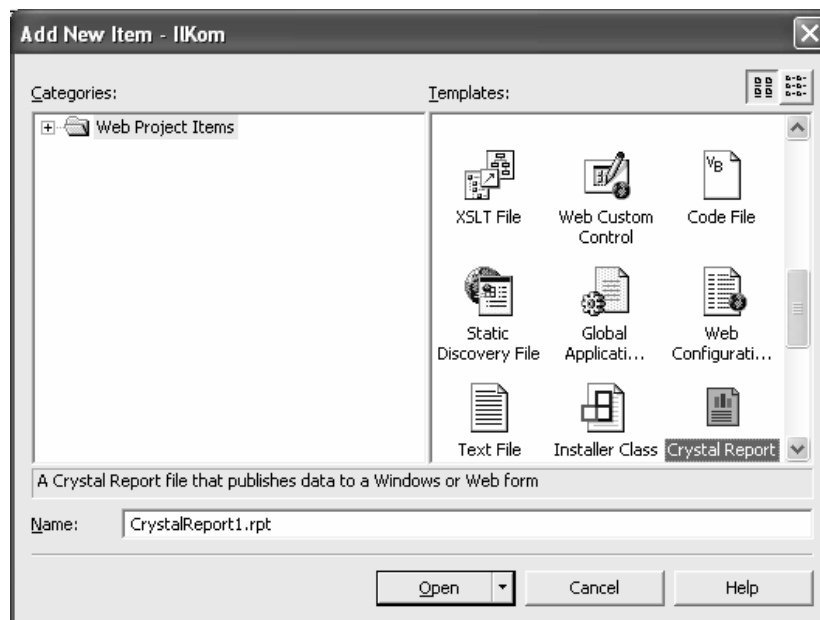 Add New Item - IlKom
Categories:
Templates:
Web Project Items
XSLT File
Web Custom Control
Code File
Static Discovery File
Global Applicati...
Web Configurati...
Text File
Installer Class
Crystal Report
A Crystal Report file that publishes data to a Windows or Web form
Name:
CrystalReport1.rpt
Open
Cancel
Help